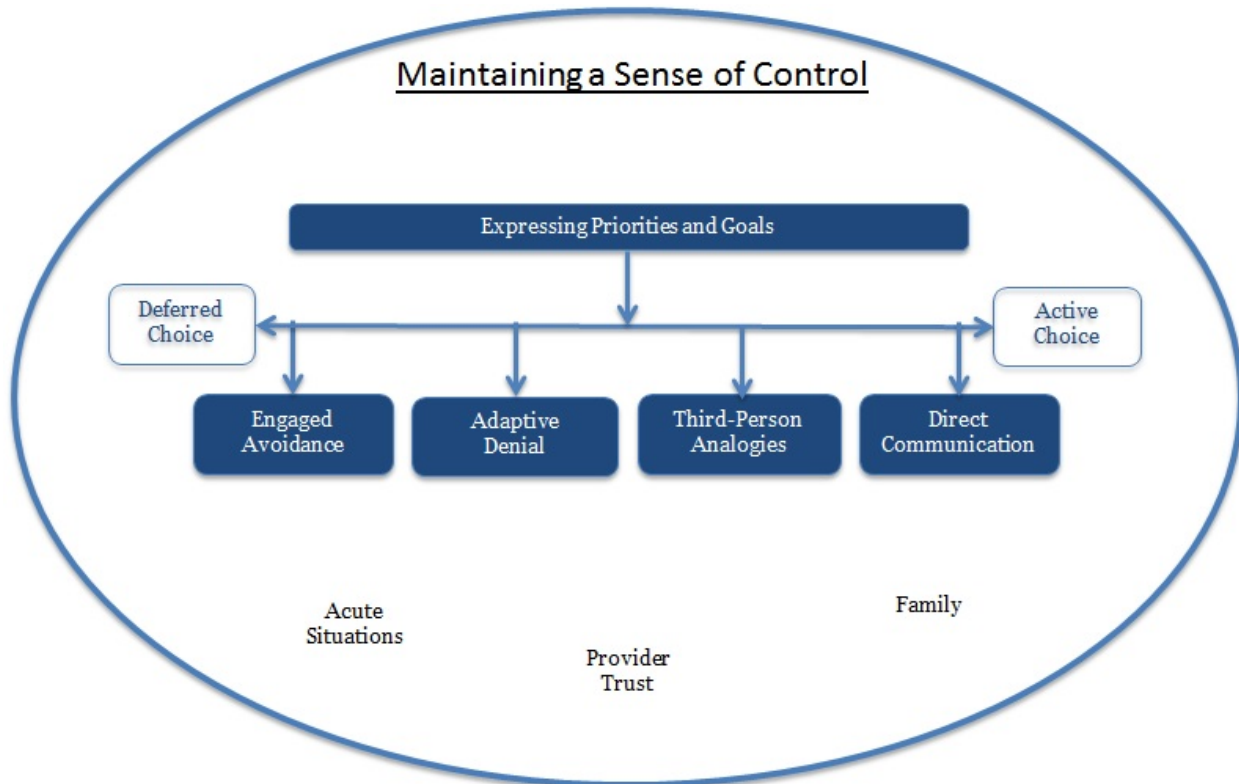 Maintaining a Sense of Control
Expressing Priorities and Goals
Deferred
Choice
Active
Choice
Engaged
Avoidance
Adaptive
Denial
Third-Person
Analogies
Direct
Communication
Acute
Situations
Provider
Trust
Family